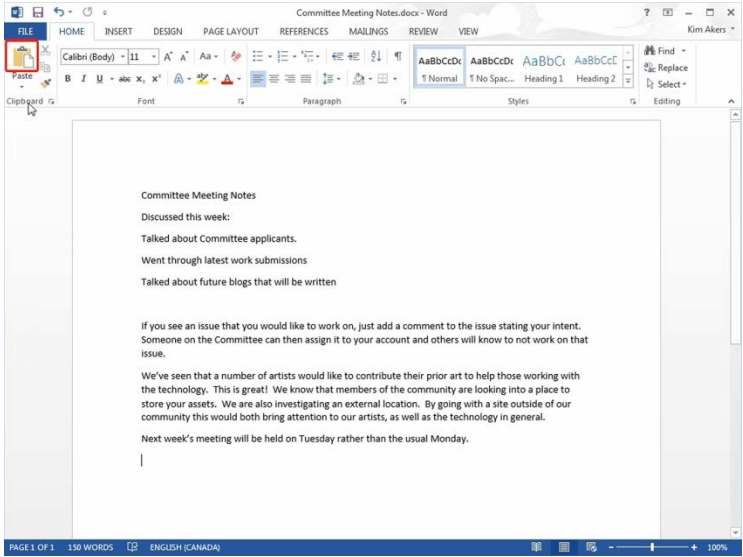 Committee Meeting Notes.docx - Word
FILE HOME INSERT DESIGN PAGE LAYOUT REFERENCES MAILINGS REVIEW VIEW Kim Akers
Paste
Calibri (Body) 11 Aa
B I U abc X₂ X² A A
AaBbCcDc AaBbCcDc AaBbCc AaBbCcE
¶ Normal ¶ No Spac... Heading 1 Heading 2
Find
Replace
Select
Clipboard Font Paragraph Styles Editing
Committee Meeting Notes
Discussed this week:
Talked about Committee applicants.
Went through latest work submissions
Talked about future blogs that will be written
If you see an issue that you would like to work on, just add a comment to the issue stating your intent.
Someone on the Committee can then assign it to your account and others will know to not work on that
issue.
We've seen that a number of artists would like to contribute their prior art to help those working with
the technology. This is great! We know that members of the community are looking into a place to
store your assets. We are also investigating an external location. By going with a site outside of our
community this would both bring attention to our artists, as well as the technology in general.
Next week's meeting will be held on Tuesday rather than the usual Monday.
PAGE 1 OF 1 150 WORDS ENGLISH (CANADA) 100%